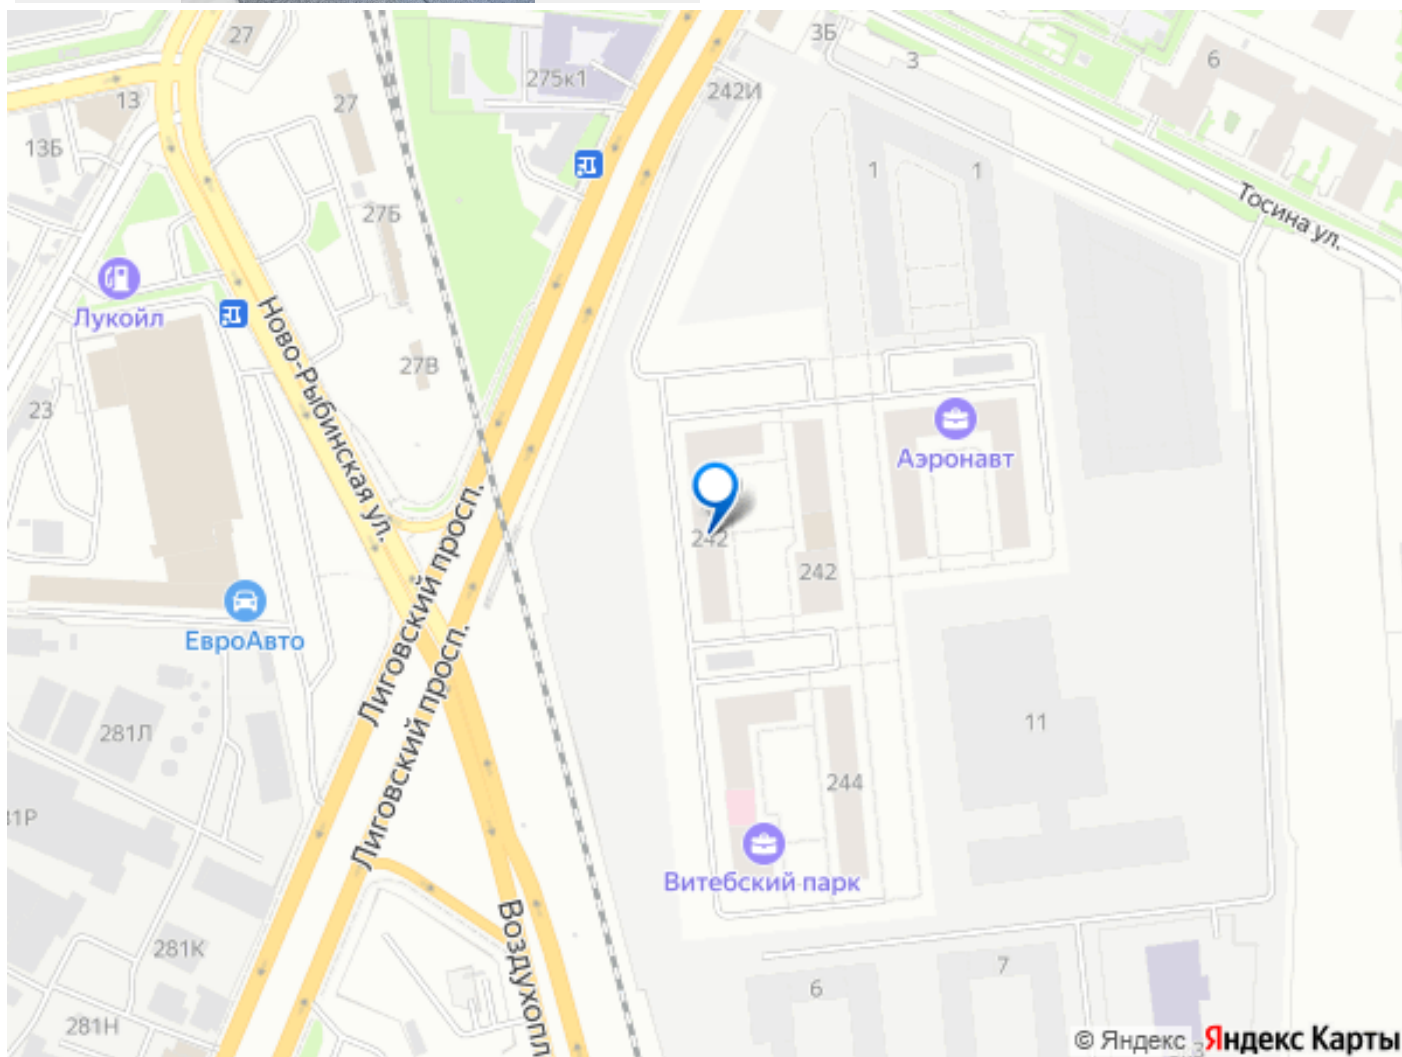 27
3Б
3
6
275к1
242И
13
27
13Б
1
1
27Б
Тосина ул.
Лукойл
Ново-Рыбинская ул.
27В
23
Аэронавт
Лиговский просп.
242
242
ЕвроАвто
Лиговский просп.
281Л
11
244
81Р
Витебский парк
Воздухопл
281К
7
6
281Н
3
© Яндекс Яндекс Карты